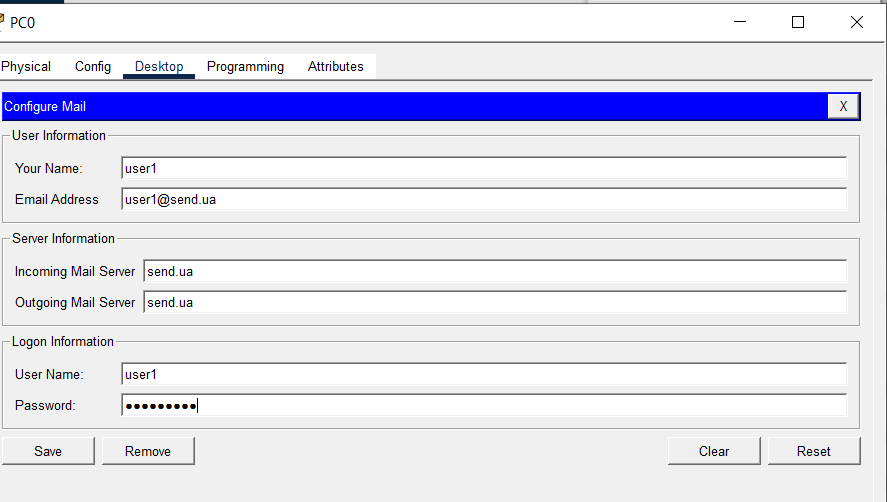 PC0
Physical Config Desktop Programming Attributes
Configure Mail X
User Information
Your Name: user1
Email Address user1@send.ua
Server Information
Incoming Mail Server send.ua
Outgoing Mail Server send.ua
Logon Information
User Name: user1
Password: •••••••••
Save Remove Clear Reset